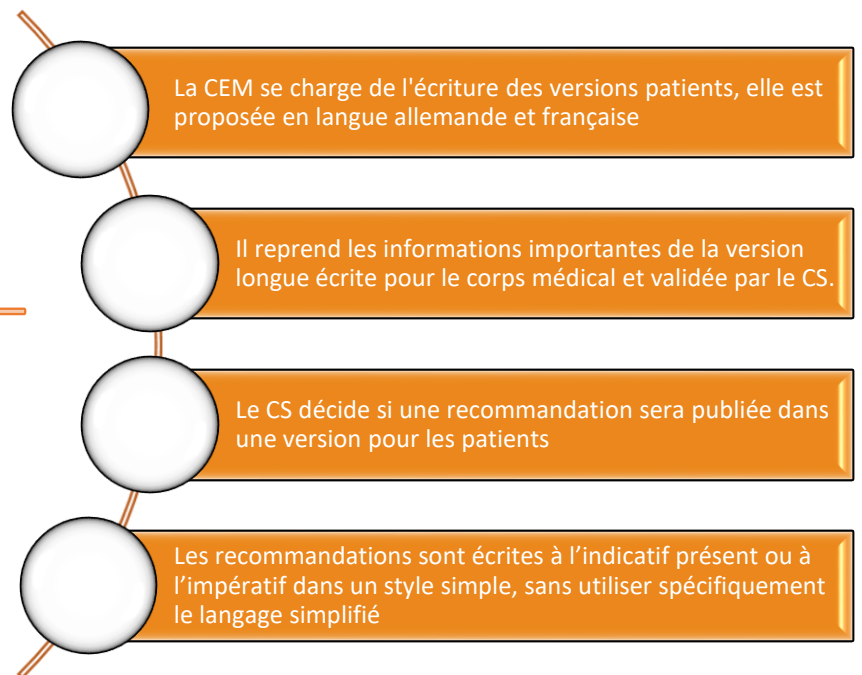 La CEM se charge de l'écriture des versions patients, elle est
proposée en langue allemande et française
Il reprend les informations importantes de la version
longue écrite pour le corps médical et validée par le CS.
Le CS décide si une recommandation sera publiée dans
une version pour les patients
Les recommandations sont écrites à l’indicatif présent ou à
l’impératif dans un style simple, sans utiliser spécifiquement
le langage simplifié